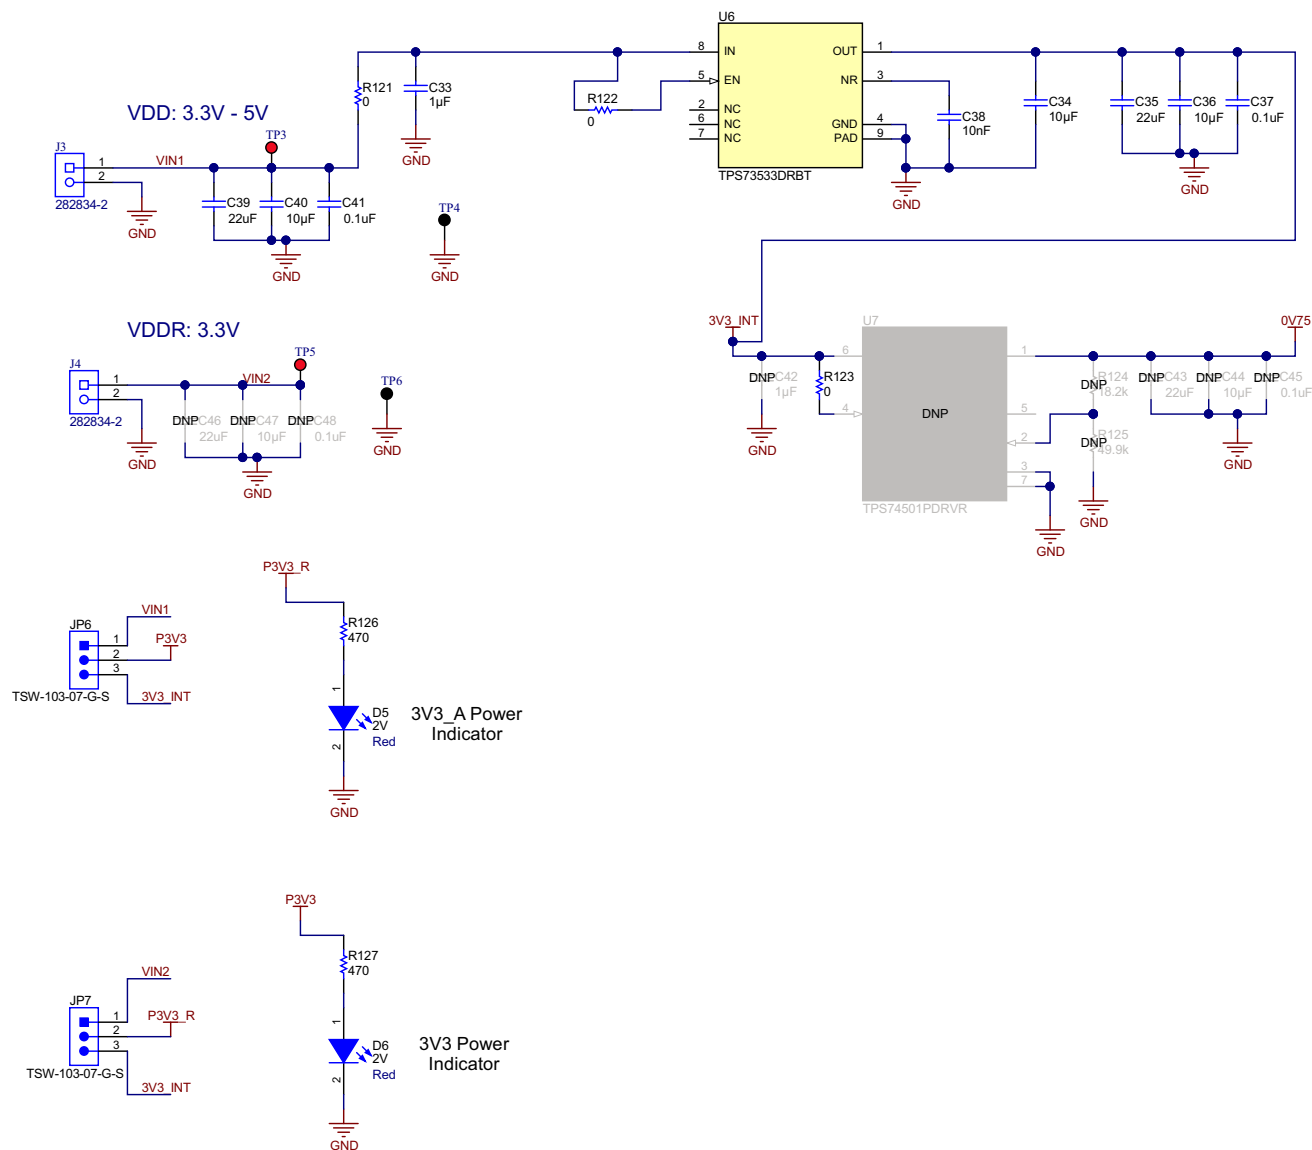 U6
8
IN
OUT
1
5
EN
NR
3
2
NC
6
NC
7
NC
GND
4
PAD
9
TPS73533DRBT
R121
0
C33
1µF
GND
R122
0
C38
10nF
C34
10µF
C35
22uF
C36
10µF
C37
0.1uF
GND
GND
VDD: 3.3V - 5V
J3
1
2
282834-2
VIN1
GND
TP3
C39
22uF
C40
10µF
C41
0.1uF
GND
TP4
GND
VDDR: 3.3V
J4
1
2
282834-2
VIN2
GND
TP5
DNP
C46
22uF
DNP
C47
10µF
DNP
C48
0.1uF
GND
TP6
GND
3V3_INT
U7
6
1
4
5
2
3
7
DNP
TPS74501PDRVR
DNP
C42
1µF
GND
R123
0
DNP
R124
18.2k
DNP
R125
49.9k
GND
GND
DNP
C43
22uF
DNP
C44
10µF
DNP
C45
0.1uF
GND
0V75
JP6
1
2
3
TSW-103-07-G-S
VIN1
P3V3
3V3_INT
P3V3_R
R126
470
1
2
D5
2V
Red
GND
3V3_A Power
Indicator
JP7
1
2
3
TSW-103-07-G-S
VIN2
P3V3_R
3V3_INT
P3V3
R127
470
1
2
D6
2V
Red
GND
3V3 Power
Indicator